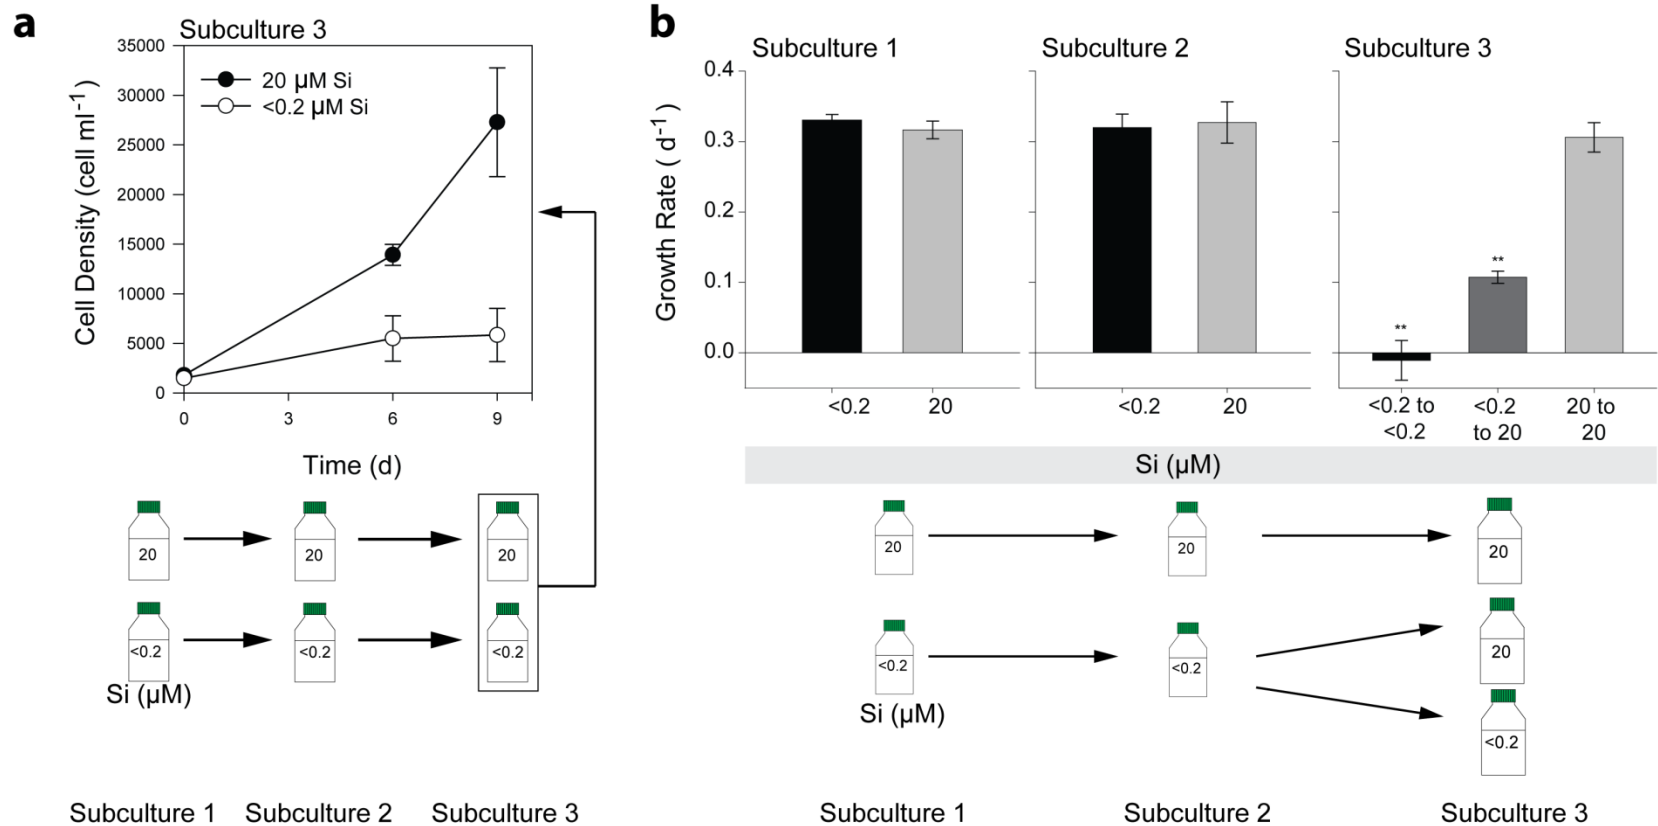 a
Subculture 3
35000
30000
25000
20000
15000
10000
5000
0
Cell Density (cell ml-1)
20 µM Si
<0.2 µM Si
0 3 6 9
Time (d)
20 20 20
<0.2 <0.2 <0.2
Si (µM)
Subculture 1 Subculture 2 Subculture 3
b
Subculture 1 Subculture 2 Subculture 3
0.4
0.3
0.2
0.1
0.0
Growth Rate ( d-1 )
**
**
<0.2 20 <0.2 20 <0.2 to <0.2 20 to
<0.2 to 20 20
Si (µM)
20 20 20
20
<0.2 <0.2
<0.2
Si (µM)
Subculture 1 Subculture 2 Subculture 3